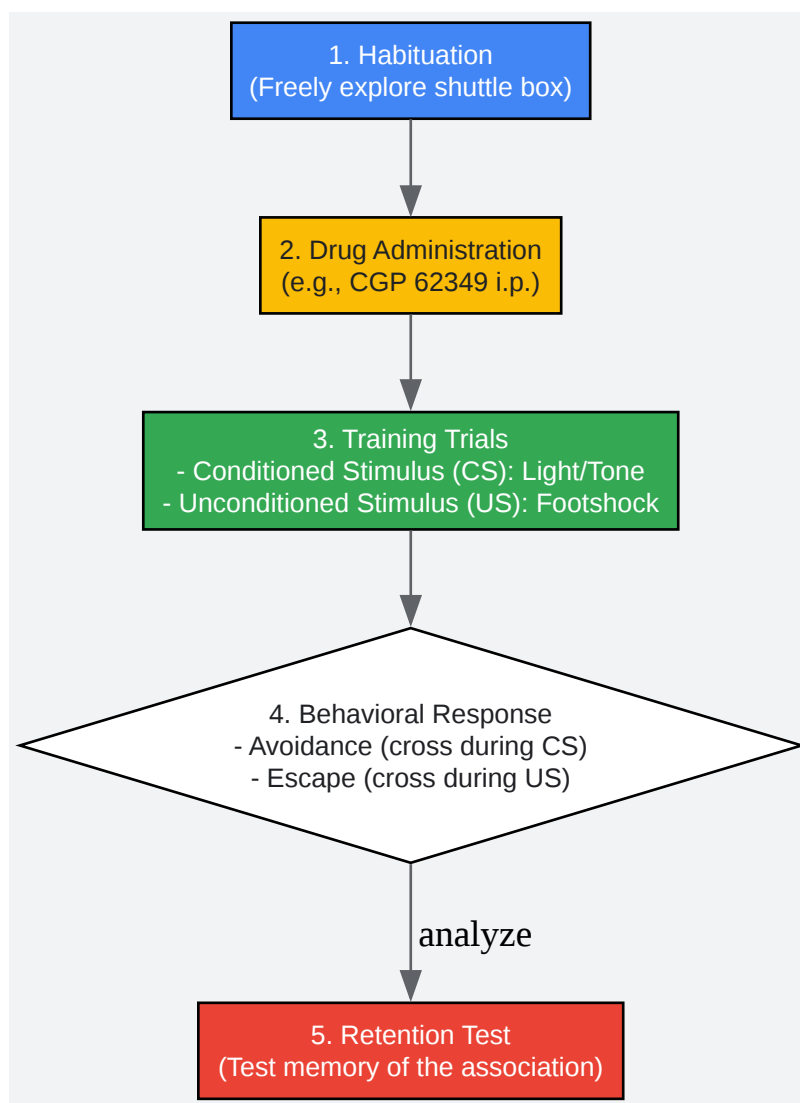 1. Habituation
(Freely explore shuttle box)
2. Drug Administration
(e.g., CGP 62349 i.p.)
3. Training Trials
- Conditioned Stimulus (CS): Light/Tone
- Unconditioned Stimulus (US): Footshock
4. Behavioral Response
- Avoidance (cross during CS)
- Escape (cross during US)
analyze
5. Retention Test
(Test memory of the association)